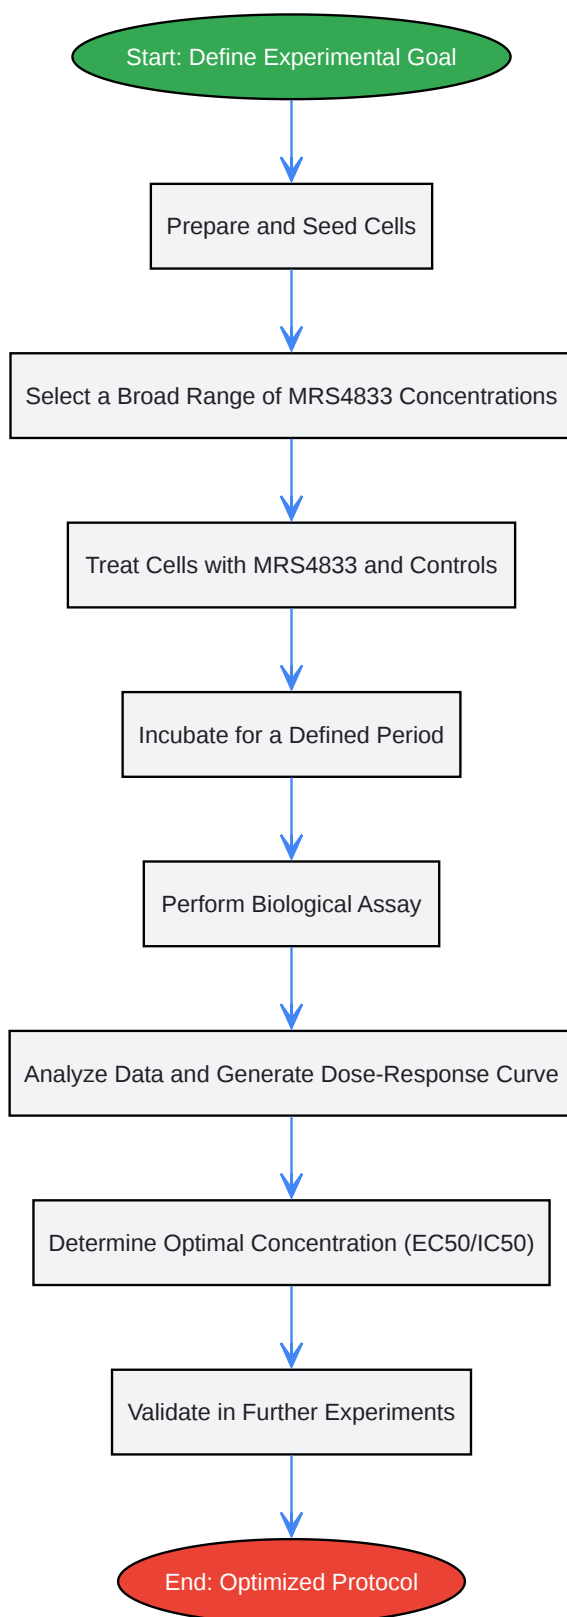 Start: Define Experimental Goal
Prepare and Seed Cells
Select a Broad Range of MRS4833 Concentrations
Treat Cells with MRS4833 and Controls
Incubate for a Defined Period
Perform Biological Assay
Analyze Data and Generate Dose-Response Curve
Determine Optimal Concentration (EC50/IC50)
Validate in Further Experiments
End: Optimized Protocol